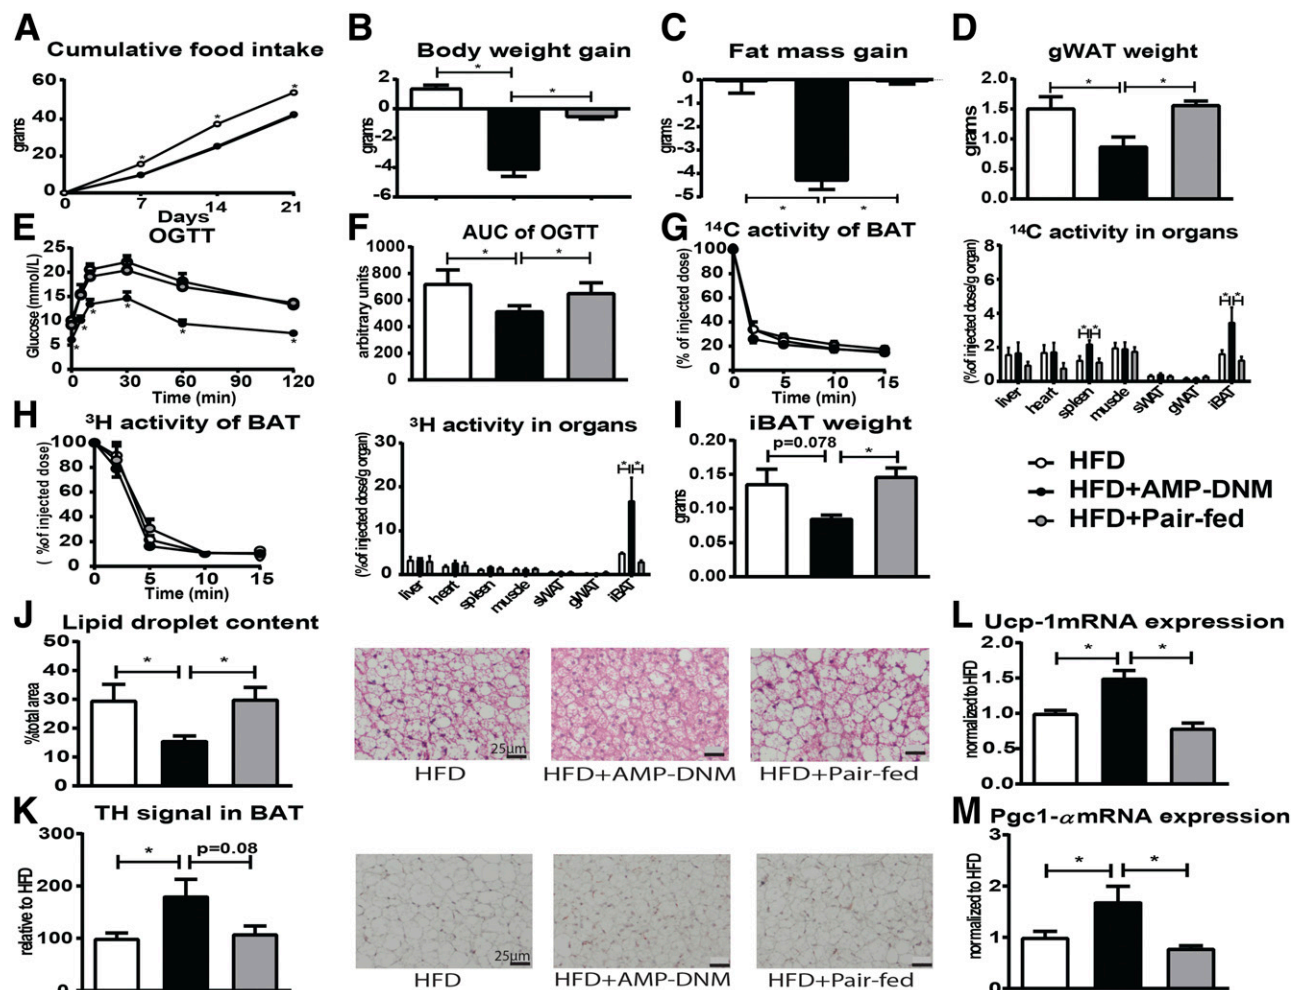 A
Cumulative food intake
grams
60
40
20
0
0 7 14 21
Days
* * *
B
Body weight gain
grams
2
0
-2
-4
-6
* *
C
Fat mass gain
grams
0
-1
-2
-3
-4
-5
* *
D
gWAT weight
grams
2.0
1.5
1.0
0.5
0.0
* *
E
OGTT
Glucose (mmol/L)
25
20
15
10
5
0
0 30 60 90 120
Time (min)
* * * * * *
F
AUC of OGTT
arbitrary units
1000
800
600
400
200
0
* *
G
14C activity of BAT
(% of injected dose)
100
80
60
40
20
0
0 5 10 15
Time (min)
14C activity in organs
(%of injected dose/g organ)
8
6
4
2
0
* * * *
liver heart spleen muscle sWAT gWAT iBAT
H
3H activity of BAT
( %of injected dose)
100
80
60
40
20
0
0 5 10 15
Time (min)
3H activity in organs
(%of injected dose/g organ)
30
20
10
0
* *
liver heart spleen muscle sWAT gWAT iBAT
I
iBAT weight
grams
0.20
0.15
0.10
0.05
0.00
p=0.078 *
HFD
HFD+AMP-DNM
HFD+Pair-fed
J
Lipid droplet content
%total area
50
40
30
20
10
0
* *
25µm
HFD HFD+AMP-DNM HFD+Pair-fed
L
Ucp-1mRNA expression
normalized to HFD
2.0
1.5
1.0
0.5
0.0
* *
K
TH signal in BAT
relative to HFD
300
200
100
0
* p=0.08
25µm
HFD HFD+AMP-DNM HFD+Pair-fed
M
Pgc1-αmRNA expression
normalized to HFD
3
2
1
0
* *